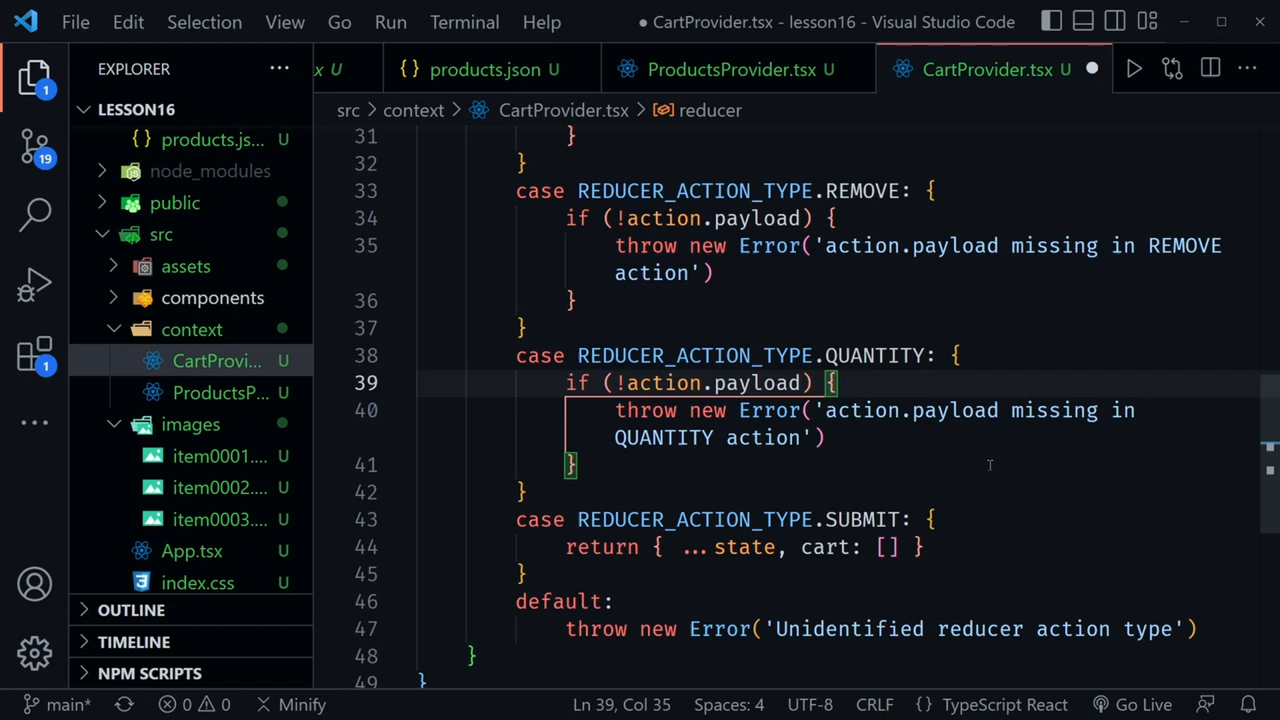 File Edit Selection View Go Run Terminal Help
● CartProvider.tsx - lesson16 - Visual Studio Code
EXPLORER ...
x U
{} products.json U
ProductsProvider.tsx U
CartProvider.tsx U ●
1
19
1
LESSON16
{} products.js... U
node_modules
public
src
assets
components
context
CartProvi... U
ProductsP... U
images
item0001.... U
item0002.... U
item0003.... U
App.tsx U
index.css U
OUTLINE
TIMELINE
NPM SCRIPTS
src > context > CartProvider.tsx > reducer
31 }
32 }
33 case REDUCER_ACTION_TYPE.REMOVE: {
34 if (!action.payload) {
35 throw new Error('action.payload missing in REMOVE
action')
36 }
37 }
38 case REDUCER_ACTION_TYPE.QUANTITY: {
39 if (!action.payload) {
40 throw new Error('action.payload missing in
QUANTITY action')
41 }
42 }
43 case REDUCER_ACTION_TYPE.SUBMIT: {
44 return { ...state, cart: [] }
45 }
46 default:
47 throw new Error('Unidentified reducer action type')
48 }
49 }
main* 0 0 Minify Ln 39, Col 35 Spaces: 4 UTF-8 CRLF {} TypeScript React Go Live